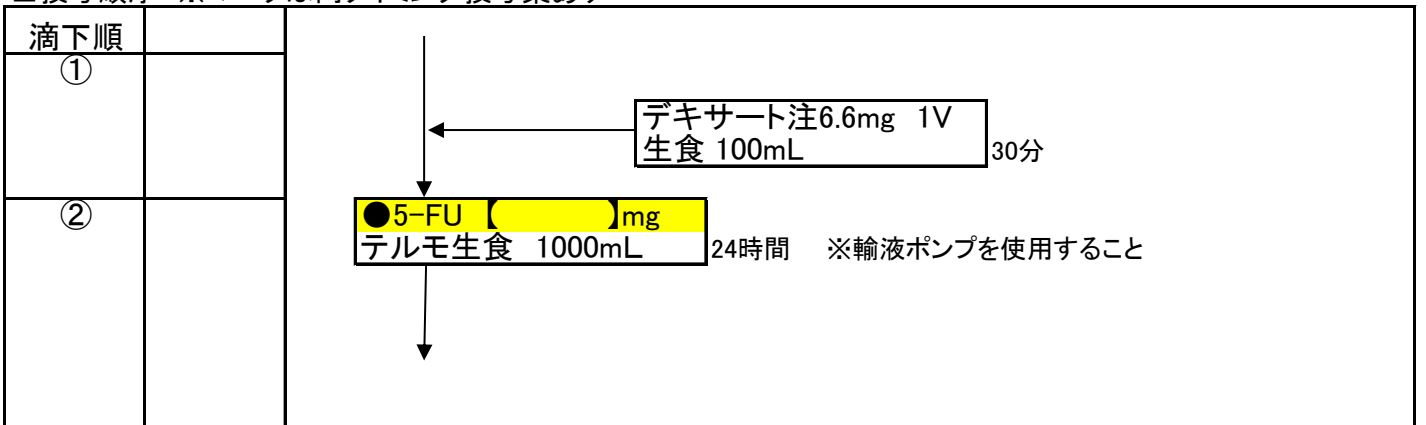 滴下順
①
デキサート注6.6mg 1V
生食 100mL
30分
②
●5-FU 【 】mg
テルモ生食 1000mL
24時間 ※輸液ポンプを使用すること